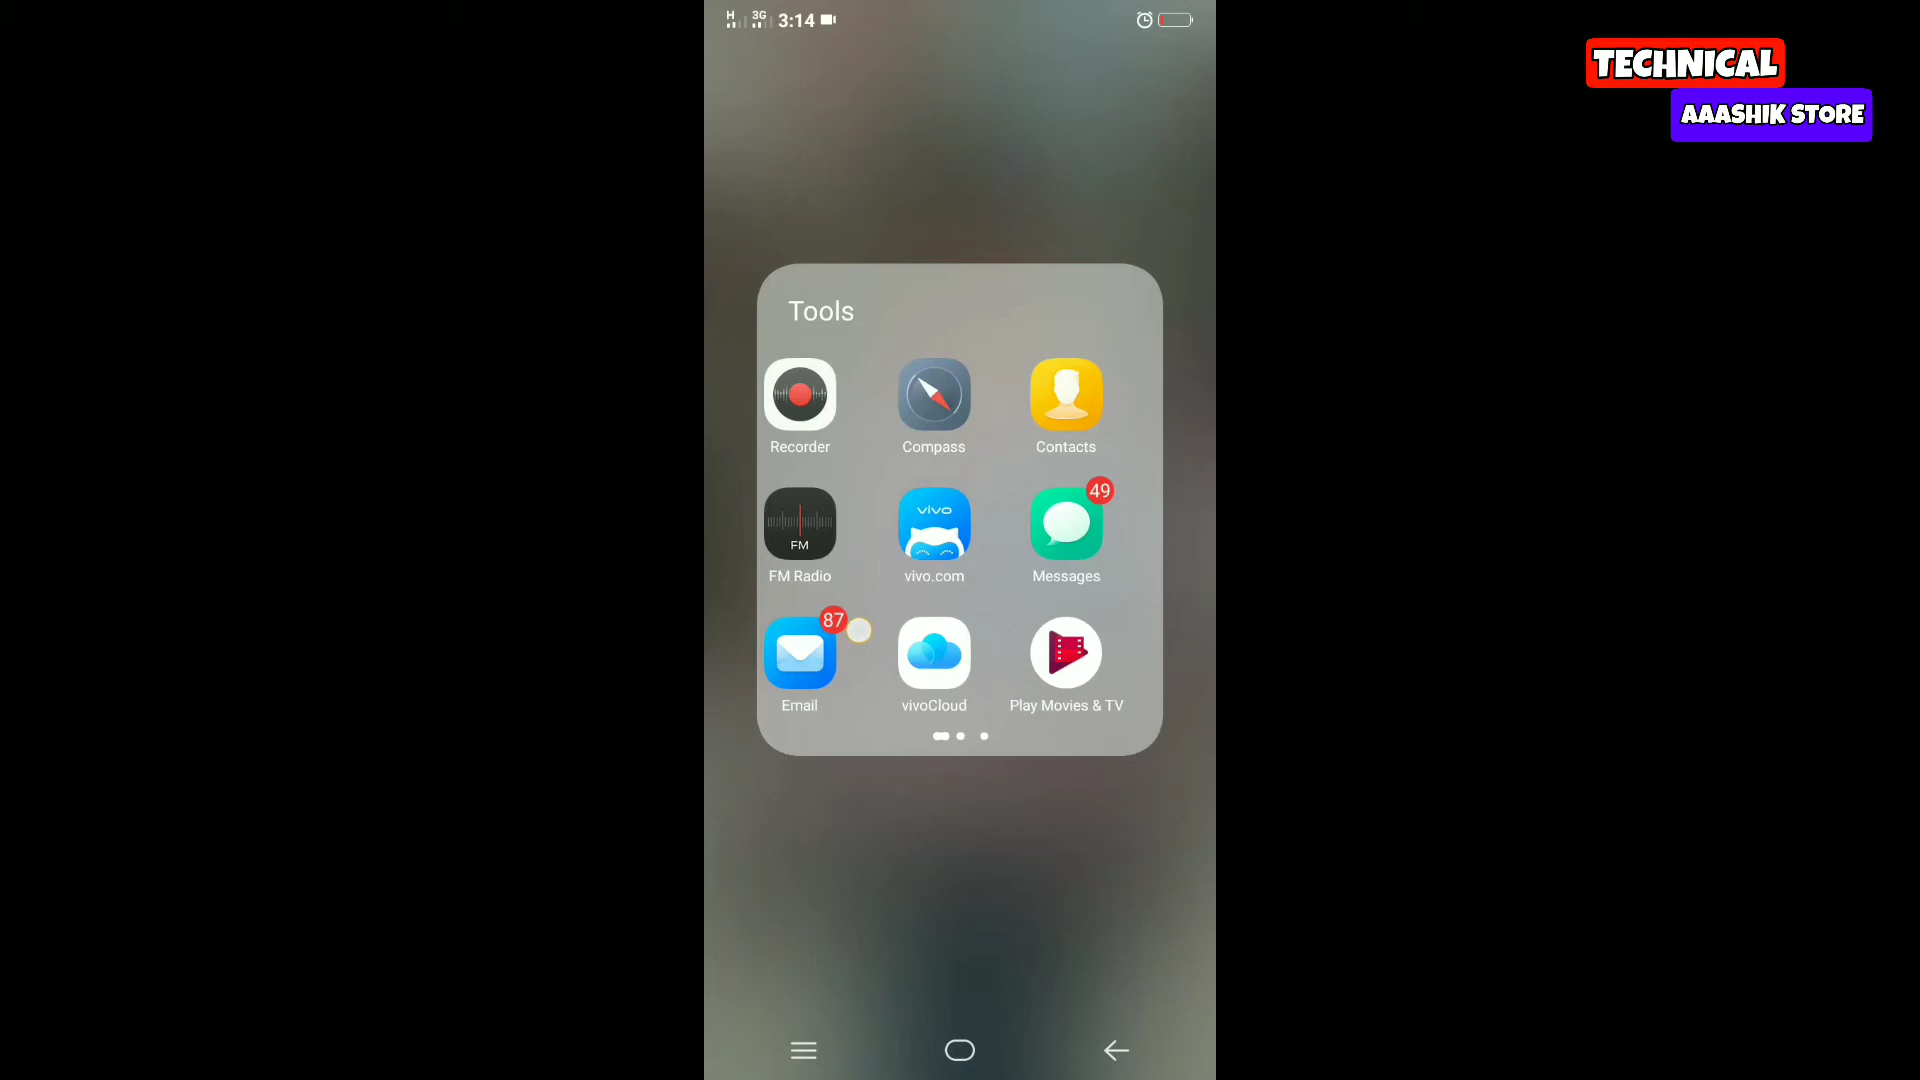 H 3G 3:14
TECHNICAL
AAASHIK STORE
Tools
Recorder
Compass
Contacts
FM
vivo
49
FM Radio
vivo.com
Messages
87
Email
vivoCloud
Play Movies & TV